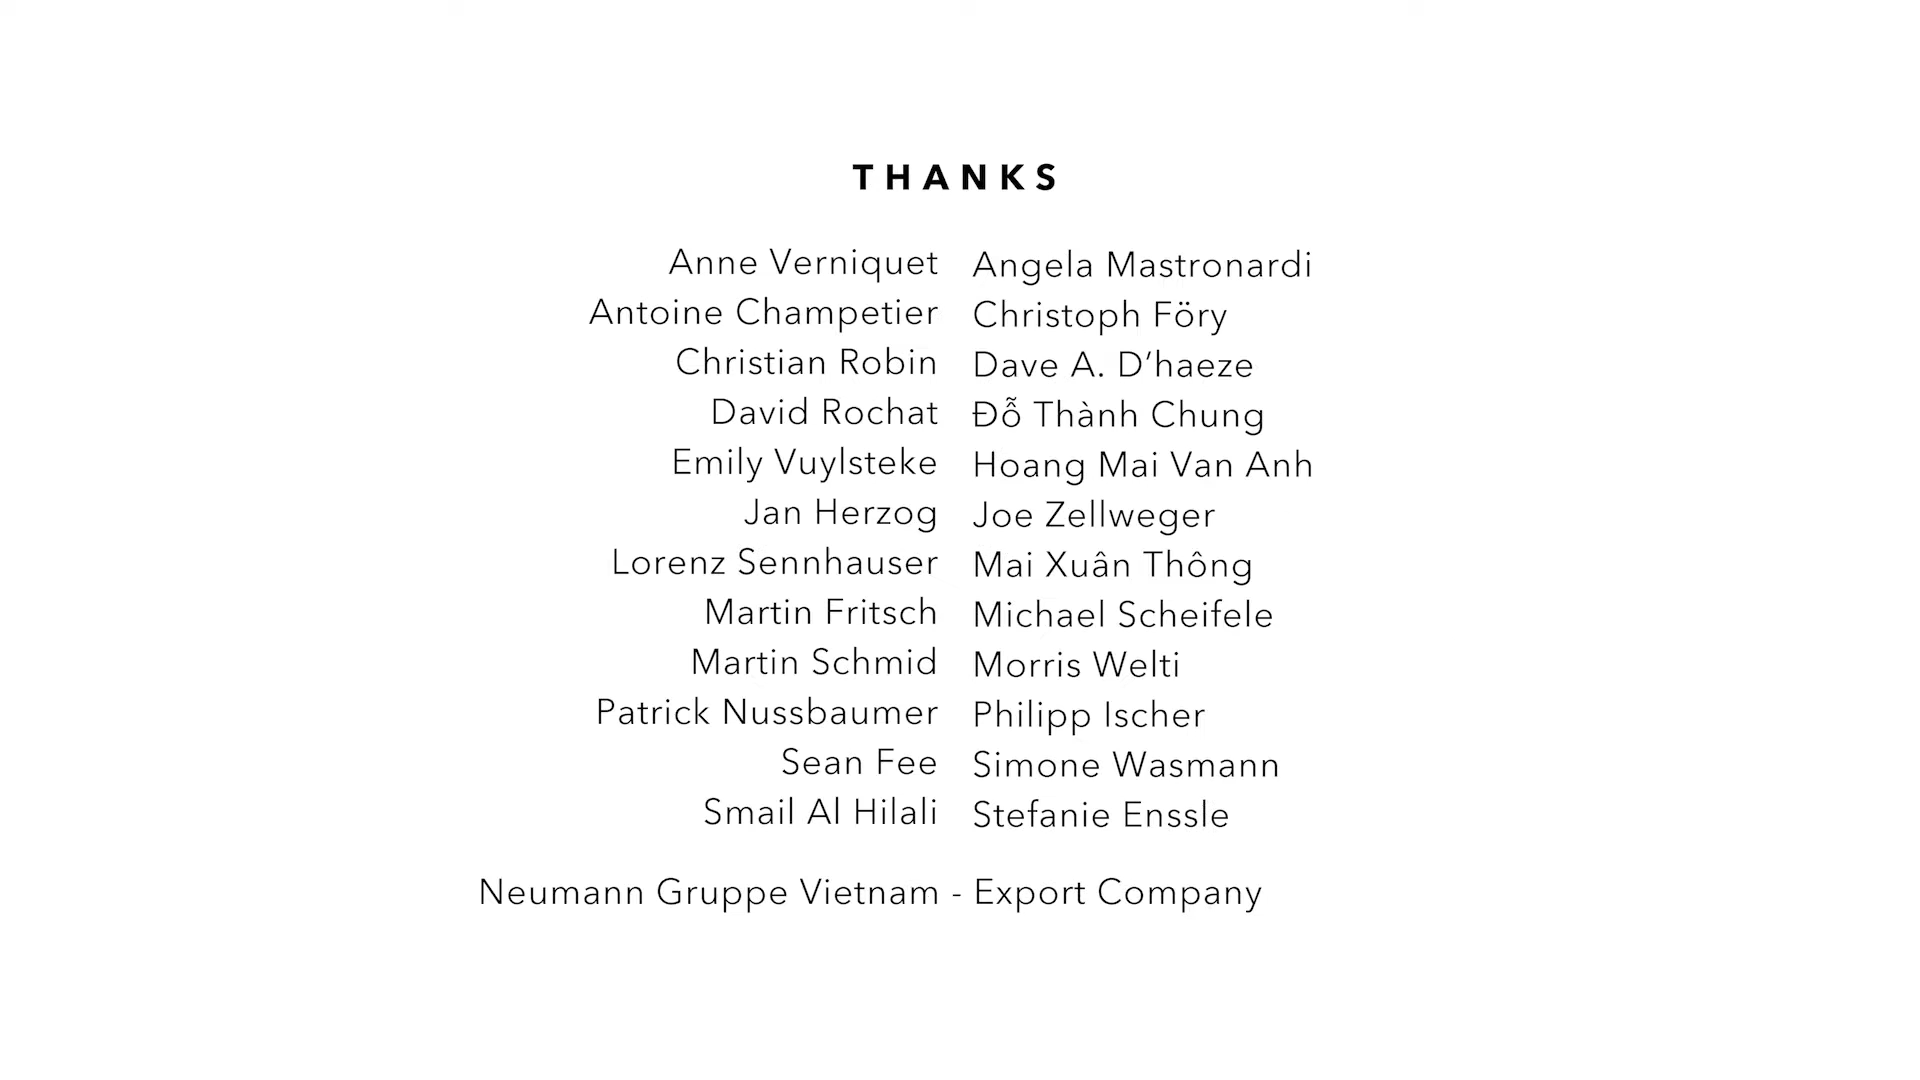 THANKS
Anne Verniquet Angela Mastronardi
Antoine Champetier Christoph Föry
Christian Robin Dave A. D’haeze
David Rochat Đỗ Thành Chung
Emily Vuylsteke Hoang Mai Van Anh
Jan Herzog Joe Zellweger
Lorenz Sennhauser Mai Xuân Thông
Martin Fritsch Michael Scheifele
Martin Schmid Morris Welti
Patrick Nussbaumer Philipp Ischer
Sean Fee Simone Wasmann
Smail Al Hilali Stefanie Enssle
Neumann Gruppe Vietnam - Export Company